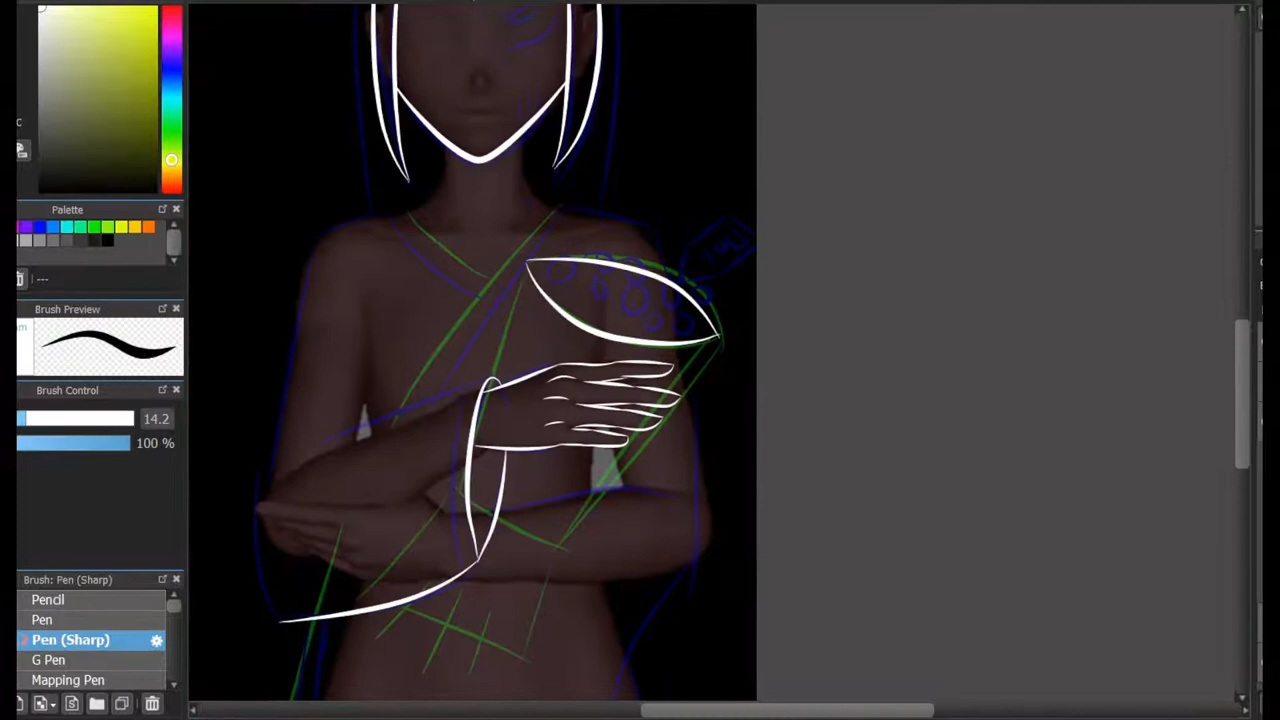 c
Palette
---
Brush Preview
Brush Control
14.2
100 %
Brush: Pen (Sharp)
Pencil
Pen
Pen (Sharp)
G Pen
Mapping Pen